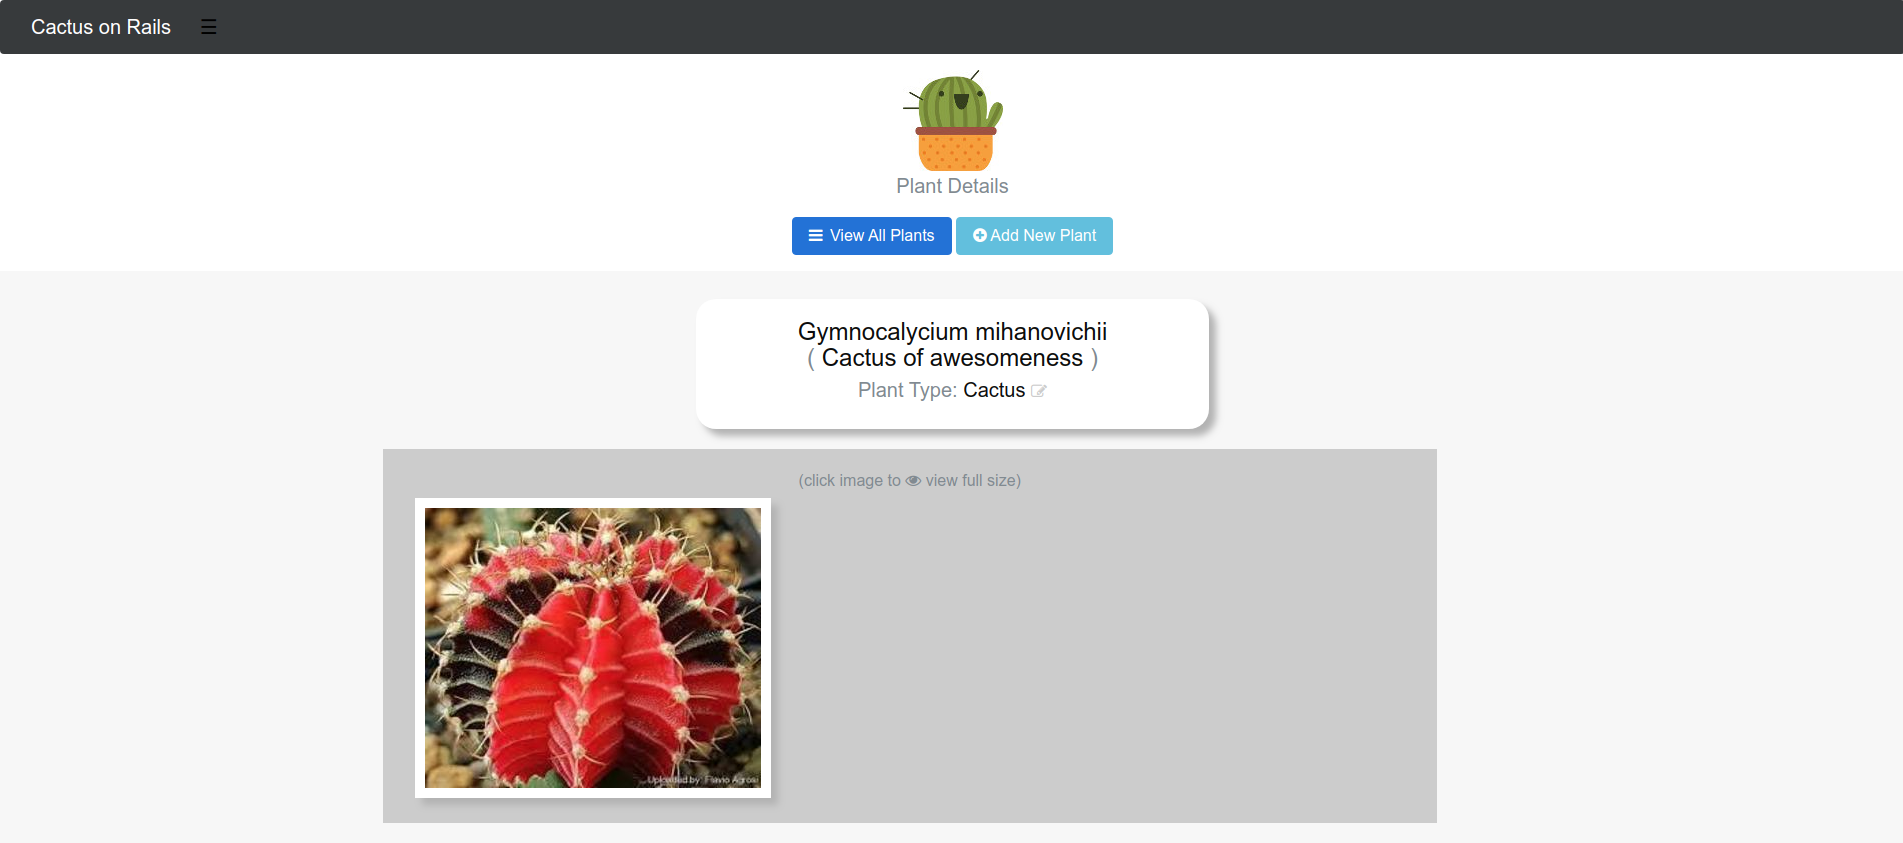 Cactus on Rails
Plant Details
View All Plants
Add New Plant
Gymnocalycium mihanovichii
( Cactus of awesomeness )
Plant Type: Cactus
(click image to view full size)
Uploaded by: Flavio Agrosi